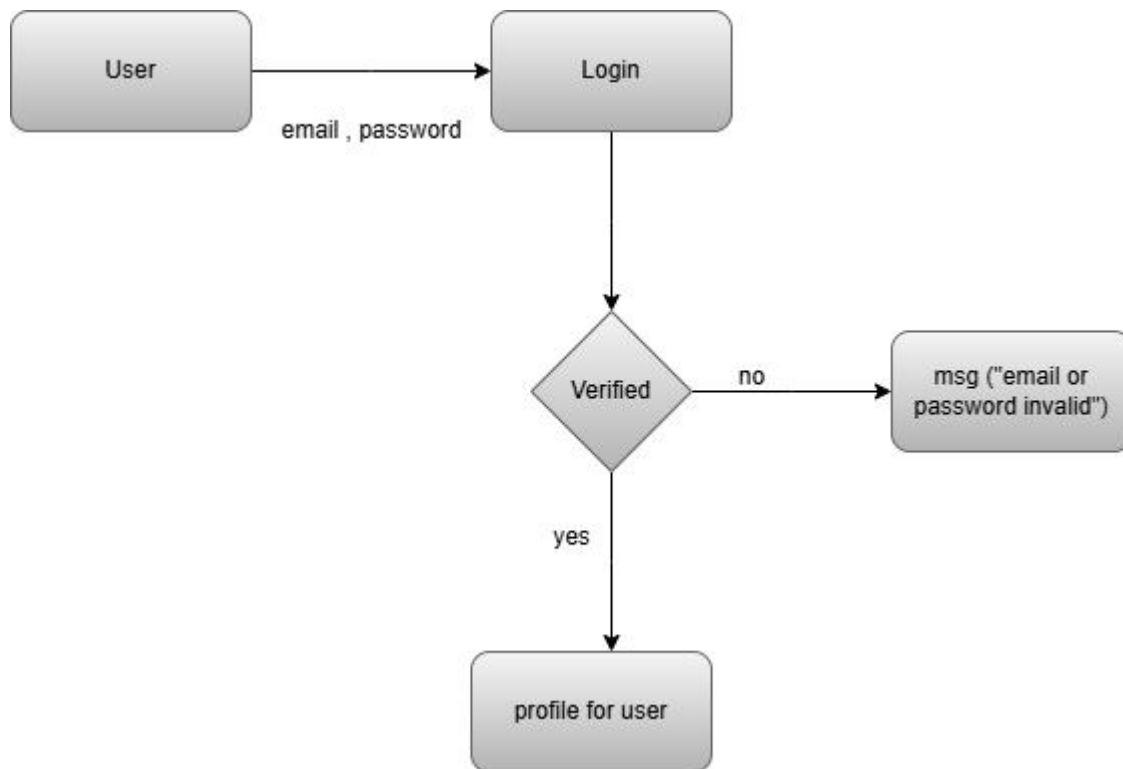 User
Login
email , password
Verified
no
msg ("email or
password invalid")
yes
profile for user